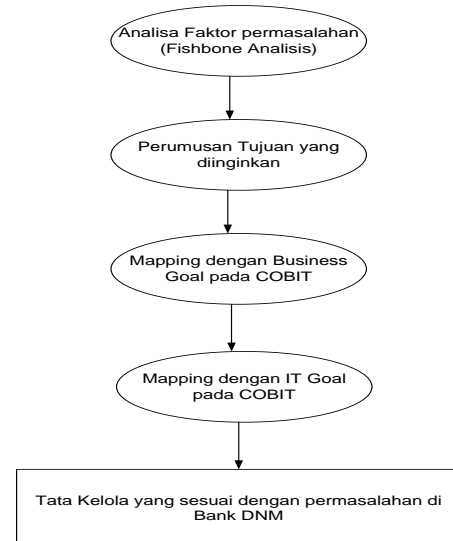 Analisa Faktor permasalahan
(Fishbone Analisis)
Perumusan Tujuan yang
diinginkan
Mapping dengan Business
Goal pada COBIT
Mapping dengan IT Goal
pada COBIT
Tata Kelola yang sesuai dengan permasalahan di
Bank DNM